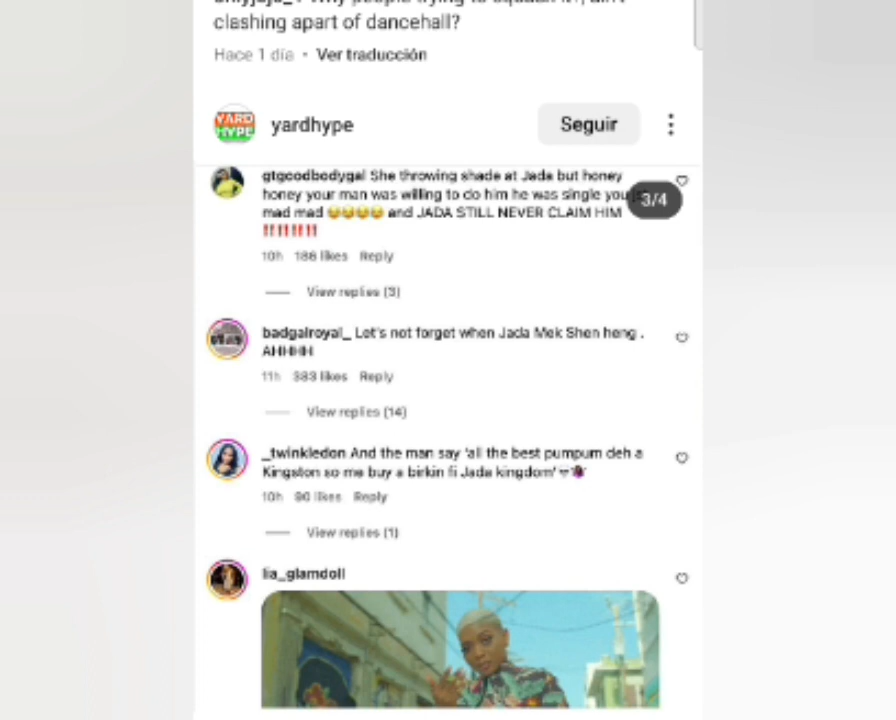 clashing apart of dancehall?
Hace 1 día • Ver traducción
YARD
HYPE
yardhype
Seguir
gtgoodbodygal She throwing shade at Jada but honey
honey your man was willing to do him he was single you
mad mad 😂😂😂😂 and JADA STILL NEVER CLAIM HIM
‼️‼️‼️‼️
3/4
10h 186 likes Reply
View replies (3)
badgalroyal_ Let's not forget when Jada Mek Shen heng .
AHHHH
11h 383 likes Reply
View replies (14)
_twinkledon And the man say 'all the best pumpum deh a
Kingston so me buy a birkin fi Jada kingdom'
10h 90 likes Reply
View replies (1)
lia_glamdoll